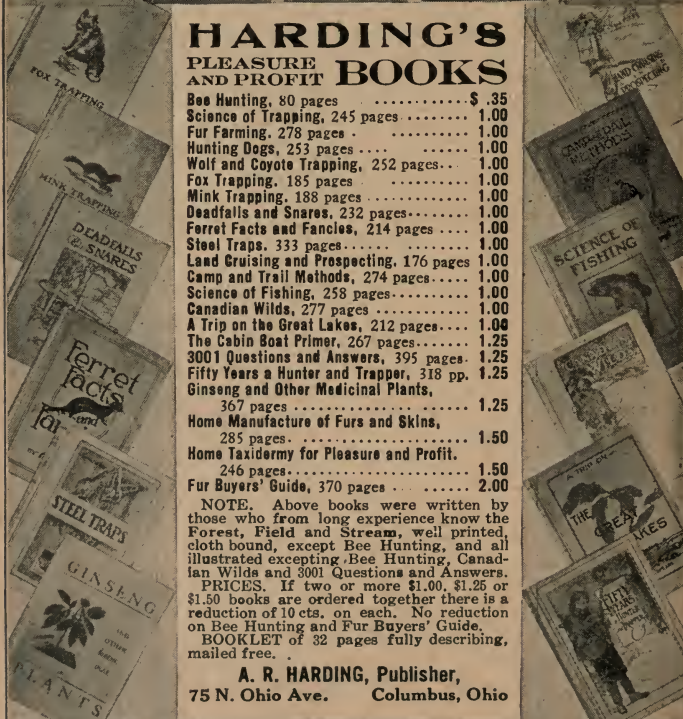 HARDING'S
PLEASURE AND PROFIT BOOKS
Bee Hunting, 80 pages ............$ .35
Science of Trapping, 245 pages ......... 1.00
Fur Farming. 278 pages . .......... 1.00
Hunting Dogs, 253 pages .... ...... 1.00
Wolf and Coyote Trapping, 252 pages... 1.00
Fox Trapping. 185 pages .......... 1.00
Mink Trapping. 188 pages .......... 1.00
Deadfalls and Snares, 232 pages......... 1.00
Ferret Facts and Fancies, 214 pages .... 1.00
Steel Traps. 333 pages..... .......... 1.00
Land Cruising and Prospecting, 176 pages 1.00
Camp and Trail Methods, 274 pages..... 1.00
Science of Fishing, 258 pages.......... 1.00
Canadian Wilds, 277 pages .......... 1.00
A Trip on the Great Lakes, 212 pages.... 1.00
The Cabin Boat Primer, 267 pages....... 1.25
3001 Questions and Answers, 395 pages. 1.25
Fifty Years a Hunter and Trapper, 318 pp. 1.25
Ginseng and Other Medicinal Plants,
367 pages ...................... 1.25
Home Manufacture of Furs and Skins,
285 pages. ...................... 1.50
Home Taxidermy for Pleasure and Profit.
246 pages....................... 1.50
Fur Buyers' Guide, 370 pages . ...... 2.00
NOTE. Above books were written by
those who from long experience know the
Forest, Field and Stream, well printed,
cloth bound, except Bee Hunting, and all
illustrated excepting Bee Hunting, Canad-
ian Wilds and 3001 Questions and Answers.
PRICES. If two or more $1.00, $1.25 or
$1.50 books are ordered together there is a
reduction of 10 cts. on each. No reduction
on Bee Hunting and Fur Buyers' Guide.
BOOKLET of 32 pages fully describing,
mailed free.
A. R. HARDING, Publisher,
75 N. Ohio Ave. Columbus, Ohio
FOX TRAPPING
MINK TRAPPING
DEADFALLS
& SNARES
Ferret
Facts
and
STEEL TRAPS
GINSENG
AND
OTHER
PLANTS
LAND CRUISING
PROSPECTING
CAMP & TRAIL
METHODS
SCIENCE OF
FISHING
WILDS
A TRIP ON
THE
GREAT
LAKES
FIFTY
YEARS